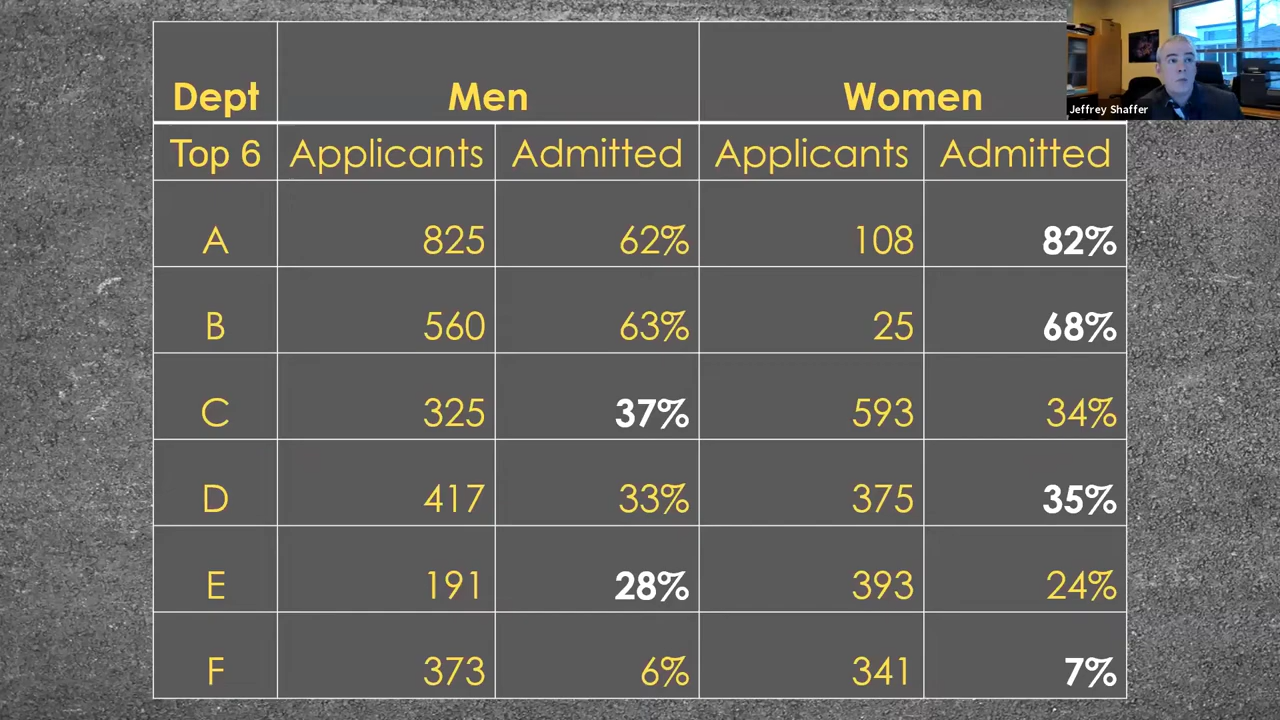 Dept Men Women
Jeffrey Shaffer
Top 6 Applicants Admitted Applicants Admitted
A 825 62% 108 82%
B 560 63% 25 68%
C 325 37% 593 34%
D 417 33% 375 35%
E 191 28% 393 24%
F 373 6% 341 7%